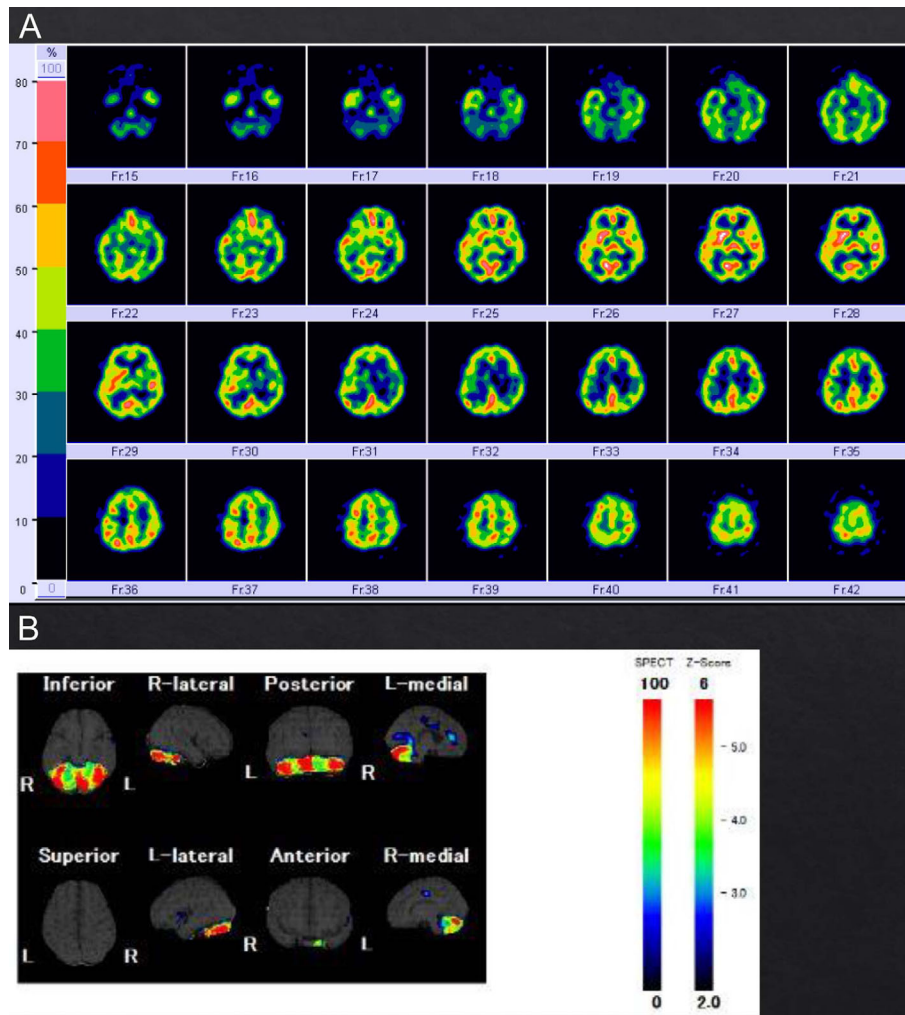 A
%
100
80
Fr.15 Fr.16 Fr.17 Fr.18 Fr.19 Fr.20 Fr.21
70
60
50
Fr.22 Fr.23 Fr.24 Fr.25 Fr.26 Fr.27 Fr.28
40
30
Fr.29 Fr.30 Fr.31 Fr.32 Fr.33 Fr.34 Fr.35
20
10
0 0 Fr.36 Fr.37 Fr.38 Fr.39 Fr.40 Fr.41 Fr.42
B
SPECT Z-Score
100 6
Inferior R-lateral Posterior L-medial
- 5.0
R L L R
- 4.0
Superior L-lateral Anterior R-medial
- 3.0
L R R L
0 2.0